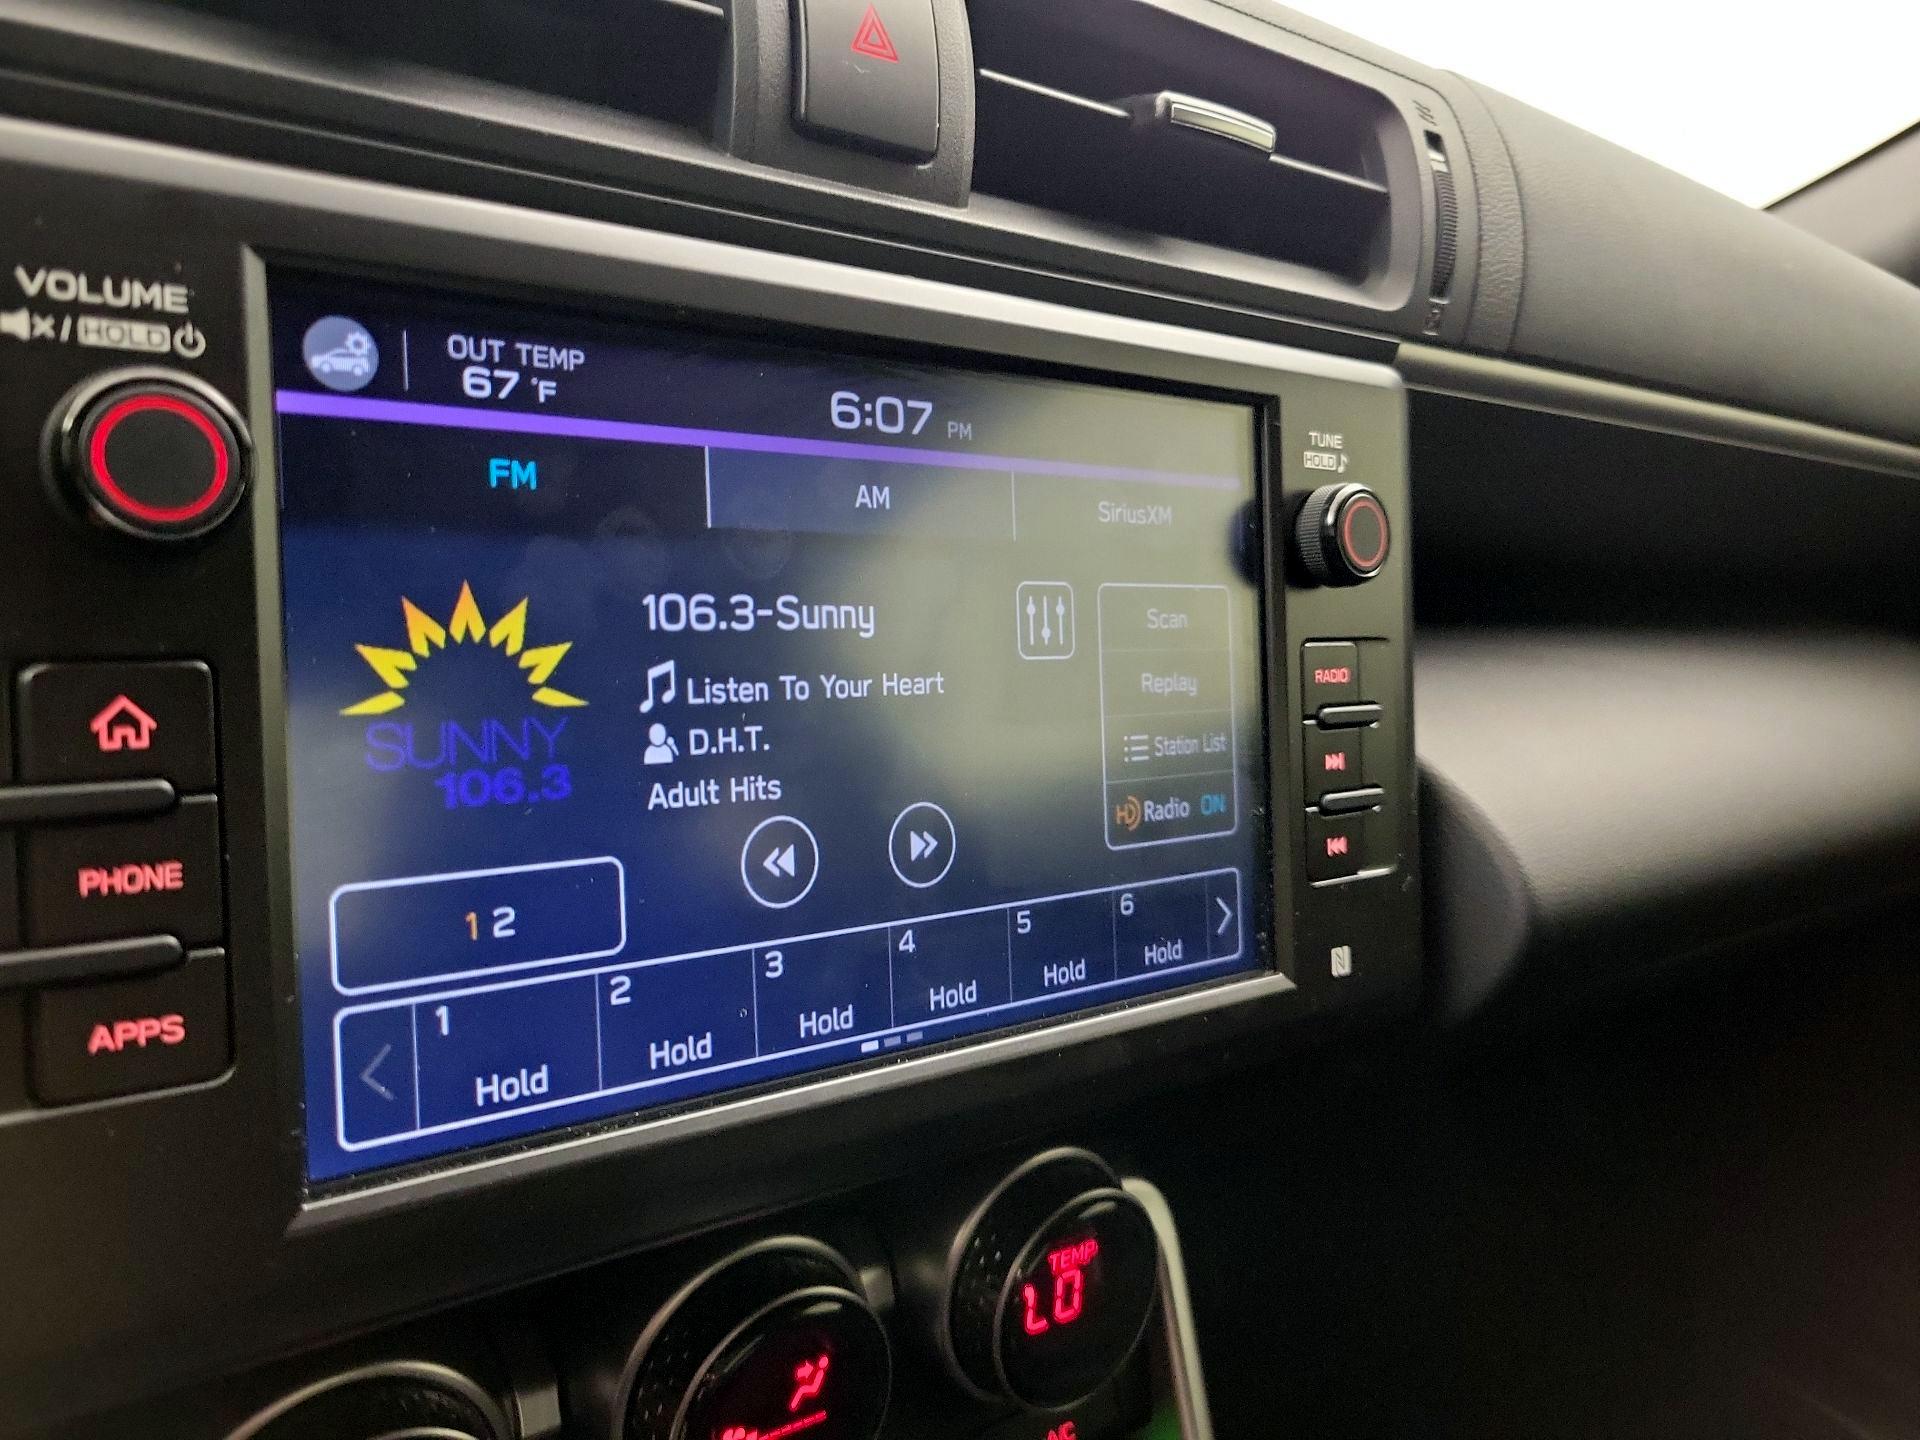 VOLUME
/ HOLD
OUT TEMP
67 °F
6:07 PM
FM
AM
SiriusXM
TUNE
HOLD
SUNNY
106.3
106.3-Sunny
Listen To Your Heart
D.H.T.
Adult Hits
Scan
Replay
Station List
HD Radio ON
RADIO
PHONE
APPS
1 2
1
Hold
2
Hold
3
Hold
4
Hold
5
Hold
6
Hold
N
TEMP
LO
A/C